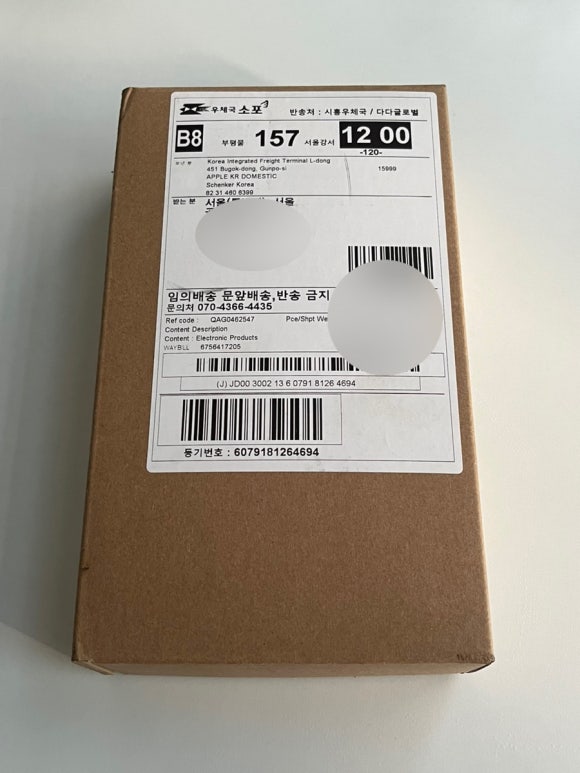 우체국 소포 반송처 : 시흥우체국 / 다다글로벌
B8 부평물 157 서울강서 12 00
-120-
Korea Integrated Freight Terminal L-dong
451 Bugok-dong, Gunpo-si 15999
APPLE KR DOMESTIC
Schenker Korea
82 31 460 8399
받는 분
임의배송 문앞배송,반송 금지
문의처 070-4366-4435
Ref code : QAG0462547 Pce/Shpt We
Content Description
Content : Electronic Products
WAYBILL 6756417205
(J) JD00 3002 13 6 0791 8126 4694
등기번호 : 6079181264694